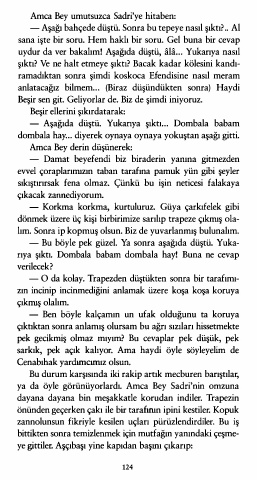 Amca Bey umutsuzca Sadri'ye hitaben:
— Aşağı bahçede düştü. Sonra bu tepeye nasıl şıktı?.. Al
sana işte bir soru. Hem haklı bir soru. Gel buna bir cevap
uydur da ver bakalım! Aşağıda düştü, âlâ... Yukarıya nasıl
şıktı? Ve ne halt etmeye şıktı? Bacak kadar kölesini kandı-
ramadıktan sonra şimdi koskoca Efendisine nasıl meram
anlatacağız bilmem... (Biraz düşündükten sonra) Haydi
Beşir sen git. Geliyorlar de. Biz de şimdi iniyoruz.
Beşir ellerini şıkırdatarak:
— Aşağıda düştü. Yukarıya şıktı... Dombala babam
dombala hay... diyerek oynaya oynaya yokuştan aşağı gitti.
Amca Bey derin düşünerek:
— Damat beyefendi biz biraderin yanına gitmezden
evvel çoraplarımızın taban tarafına pamuk yün gibi şeyler
sıkıştırırsak fena olmaz. Çünkü bu işin neticesi falakaya
çıkacak zannediyorum.
— Korkma korkma, kurtuluruz. Güya çarkıfelek gibi
dönmek üzere üç kişi birbirimize sarılıp trapeze çıkmış ola-
lım. Sonra ip kopmuş olsun. Biz de yuvarlanmış bulunalım.
— Bu böyle pek güzel. Ya sonra aşağıda düştü. Yuka-
rıya şıktı. Dombala babam dombala hay! Buna ne cevap
verilecek?
— O da kolay. Trapezden düştükten sonra bir tarafımı-
zın incinip incinmediğini anlamak üzere koşa koşa koruya
çıkmış olalım.
— Ben böyle kalçamın un ufak olduğunu ta koruya
çıktıktan sonra anlamış olursam bu ağrı sızıları hissetmekte
pek gecikmiş olmaz mıyım? Bu cevaplar pek düşük, pek
sarkık, pek açık kalıyor. Ama haydi öyle söyleyelim de
Cenabıhak yardımcımız olsun.
Bu durum karşısında iki rakip artık mecburen barıştılar,
ya da öyle görünüyorlardı. Amca Bey Sadri'nin omzuna
dayana dayana bin meşakkatle korudan indiler. Trapezin
önünden geçerken çakı ile bir tarafının ipini kestiler. Kopuk
zannolunsun fikriyle kesilen uçları pürüzlendirdiler. Bu iş
bittikten sonra temizlenmek için mutfağın yanındaki çeşme-
ye gittiler. Aşçıbaşı yine kapıdan başını çıkarıp:
124